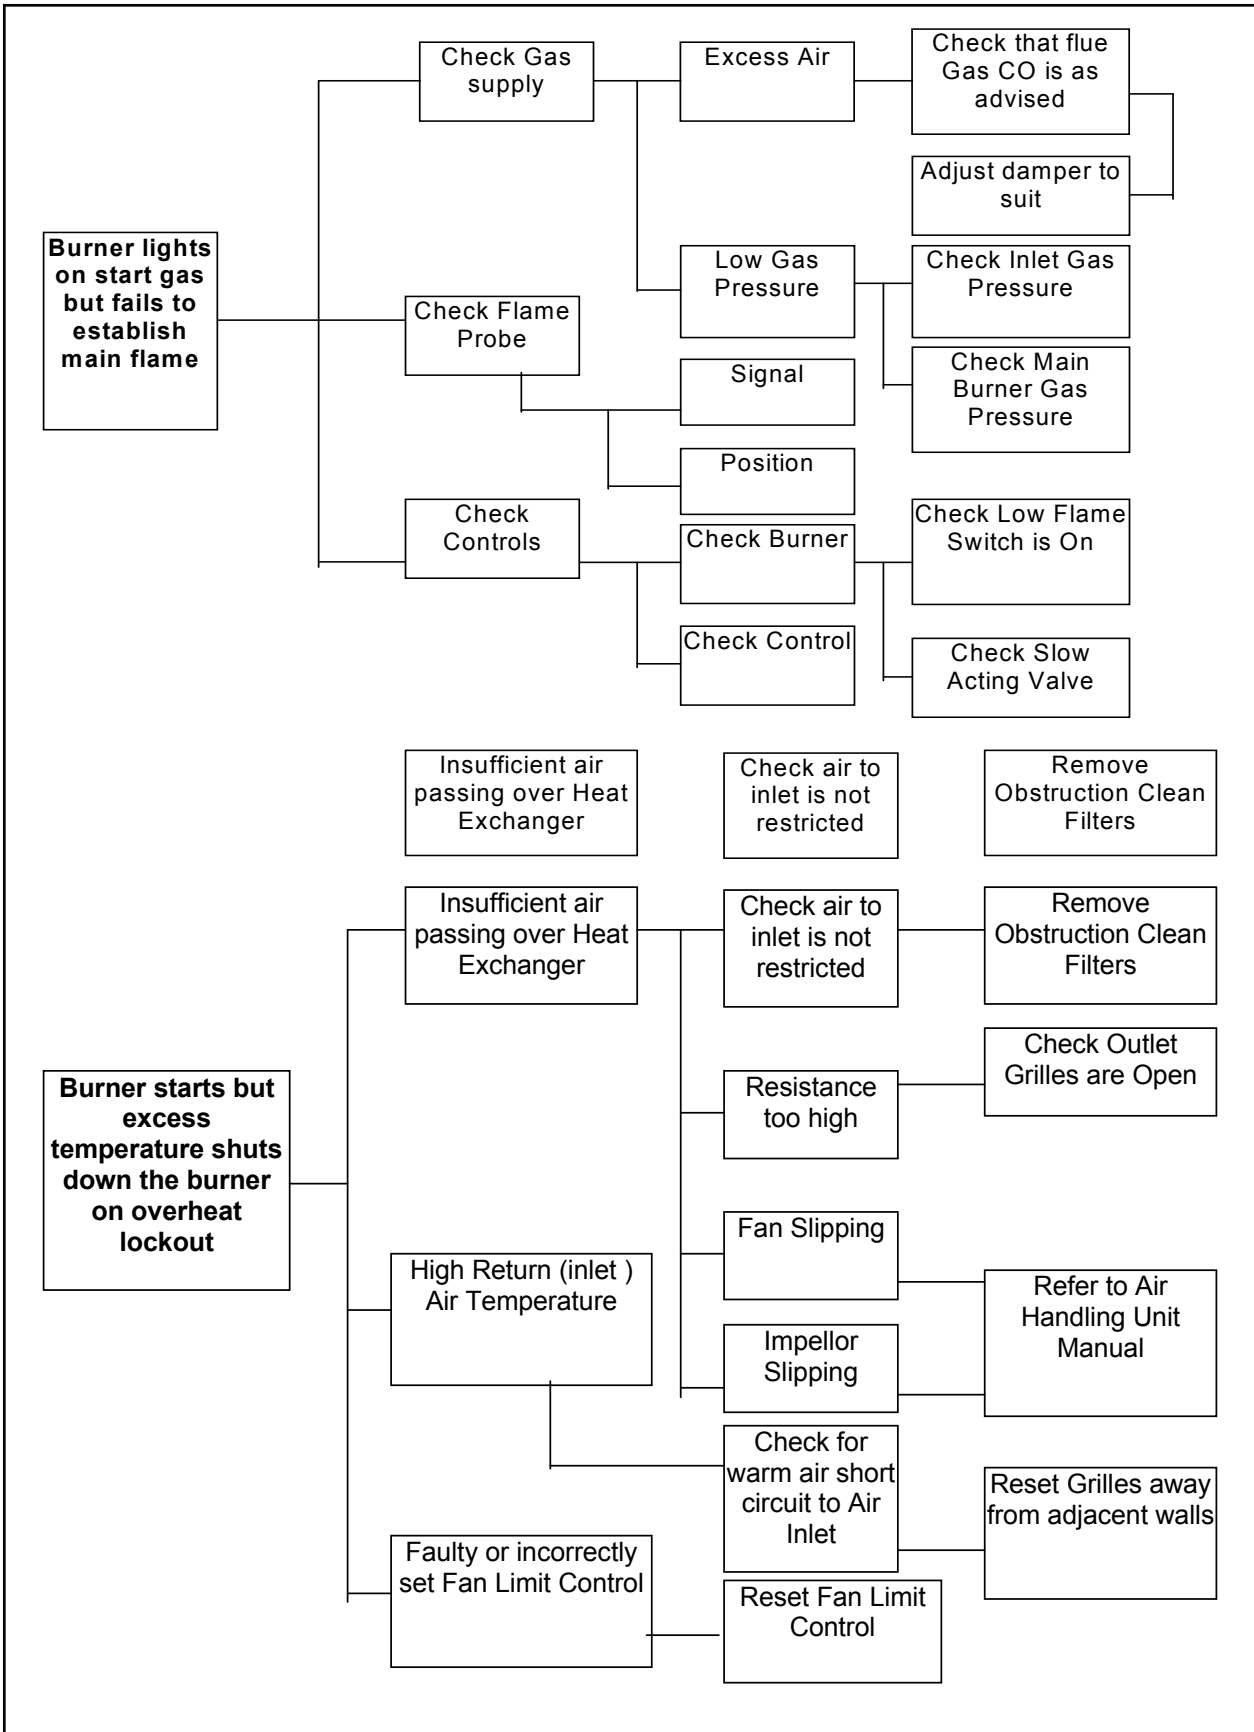 Check Gas
supply
Excess Air
Check that flue
Gas CO is as
advised
Adjust damper to
suit
Burner lights
on start gas
but fails to
establish
main flame
Low Gas
Pressure
Check Inlet Gas
Pressure
Check Flame
Probe
Signal
Check Main
Burner Gas
Pressure
Position
Check
Controls
Check Burner
Check Low Flame
Switch is On
Check Control
Check Slow
Acting Valve
Insufficient air
passing over Heat
Exchanger
Check air to
inlet is not
restricted
Remove
Obstruction Clean
Filters
Insufficient air
passing over Heat
Exchanger
Check air to
inlet is not
restricted
Remove
Obstruction Clean
Filters
Burner starts but
excess
temperature shuts
down the burner
on overheat
lockout
Resistance
too high
Check Outlet
Grilles are Open
Fan Slipping
High Return (inlet )
Air Temperature
Impellor
Slipping
Refer to Air
Handling Unit
Manual
Check for
warm air short
circuit to Air
Inlet
Reset Grilles away
from adjacent walls
Faulty or incorrectly
set Fan Limit Control
Reset Fan Limit
Control